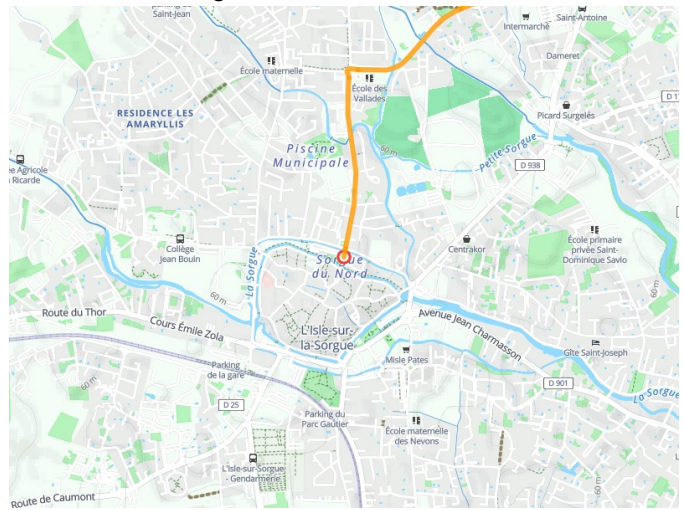 Saint-Jean
Saint-Antoine
Intermarché
École maternelle
Dameret
École des
Vallades
D 1
RESIDENCE LES
AMARYLLIS
Picard Surgelés
Piscine
Municipale
60 m
Petite-Sorgue
D 938
Ricarde
Collège
Jean Bouin
La Sorgue
Sorgue
du Nord
Centrakor
École primaire
privée Saint-
Dominique Savio
60 m
Route du Thor
Cours Émile Zola
L'Isle-sur-
la-Sorgue
Avenue Jean Charmasson
Gîte Saint-Joseph
Misle Pates
Parking
de la gare
60 m
D 901
La-Sorgue
D 25
Parking du
Parc Gautier
École maternelle
des Nevons
L'Isle-sur-Sorgue
- Gendarmerie
Route de Caumont
60 m